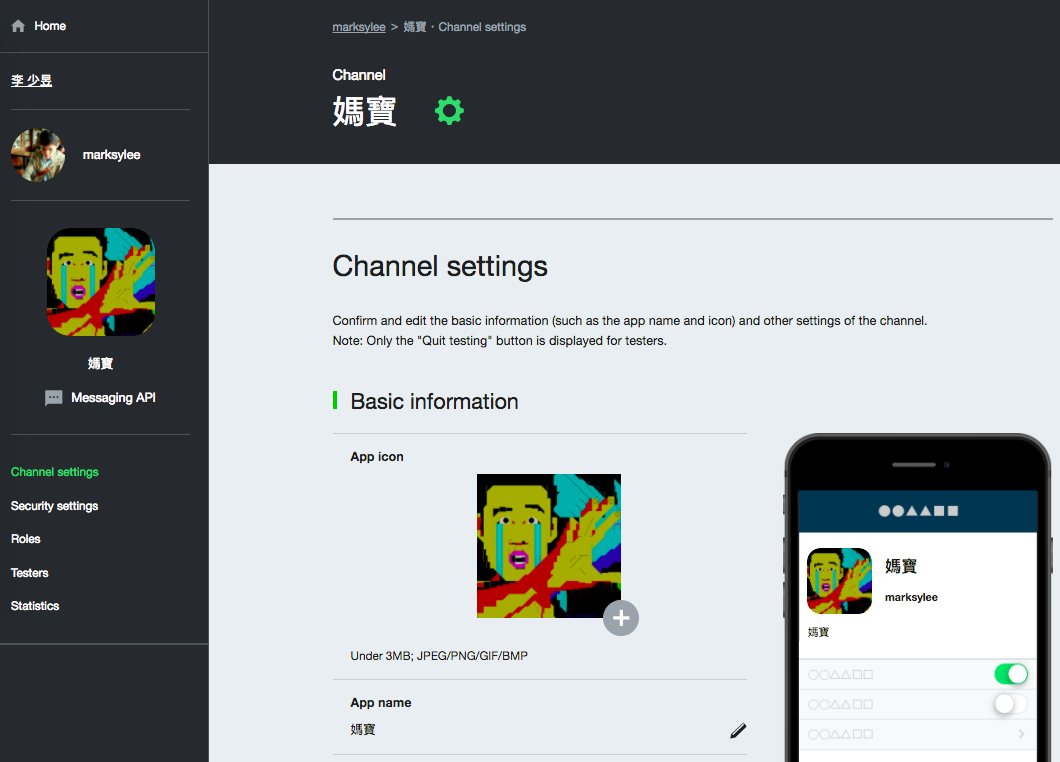 Home
李 少昱
marksylee
媽寶
Messaging API
Channel settings
Security settings
Roles
Testers
Statistics
marksylee > 媽寶・Channel settings
Channel
媽寶
Channel settings
Confirm and edit the basic information (such as the app name and icon) and other settings of the channel.
Note: Only the "Quit testing" button is displayed for testers.
Basic information
App icon
Under 3MB; JPEG/PNG/GIF/BMP
App name
媽寶
●●▲▲■■
媽寶
marksylee
媽寶
○○△△□□
○○△△□□
○○△△□□